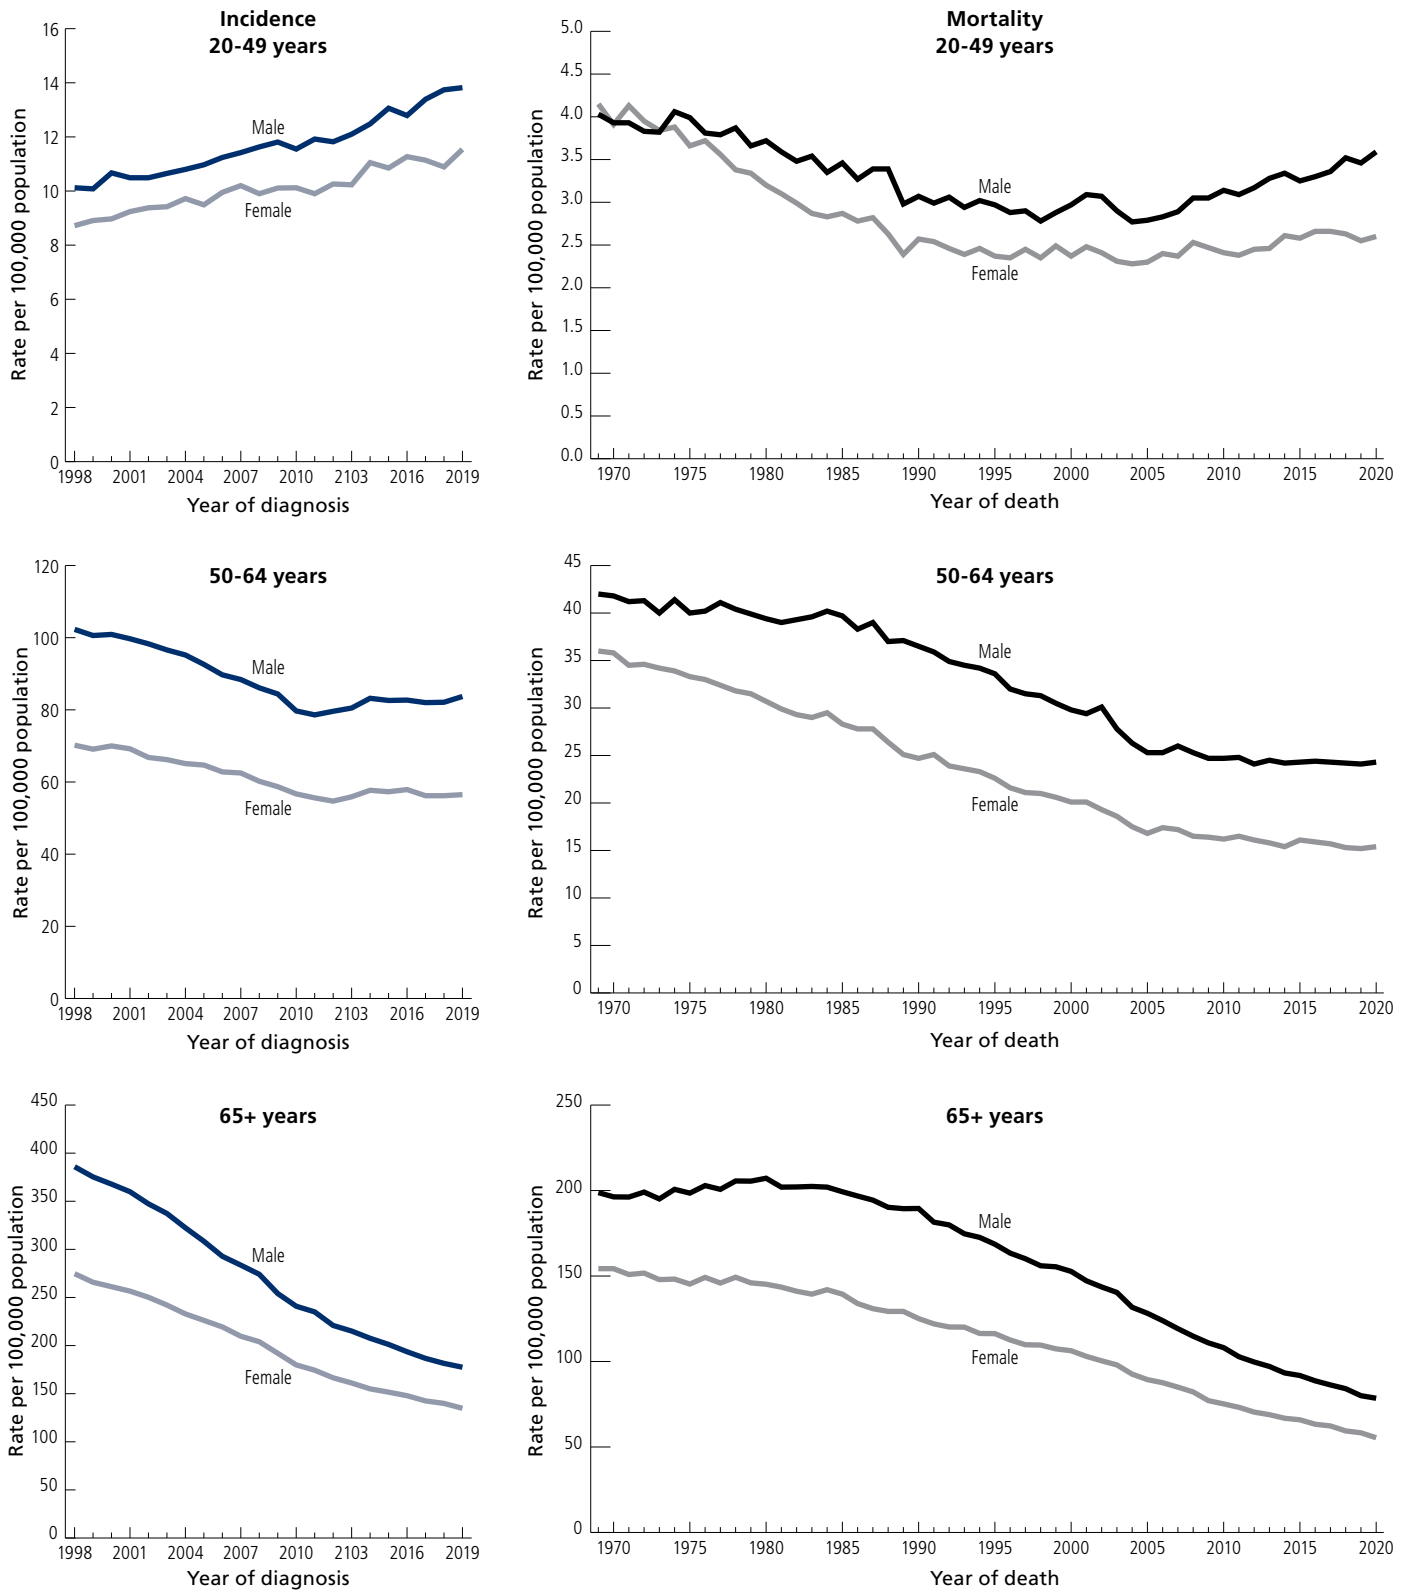 Incidence
20-49 years
16
14
12
10
8
6
4
2
0
Rate per 100,000 population
Male
Female
1998 2001 2004 2007 2010 2103 2016 2019
Year of diagnosis
Mortality
20-49 years
5.0
4.5
4.0
3.5
3.0
2.5
2.0
1.5
1.0
0.5
0.0
Rate per 100,000 population
Male
Female
1970 1975 1980 1985 1990 1995 2000 2005 2010 2015 2020
Year of death
50-64 years
120
100
80
60
40
20
0
Rate per 100,000 population
Male
Female
1998 2001 2004 2007 2010 2103 2016 2019
Year of diagnosis
50-64 years
45
40
35
30
25
20
15
10
5
0
Rate per 100,000 population
Male
Female
1970 1975 1980 1985 1990 1995 2000 2005 2010 2015 2020
Year of death
65+ years
450
400
350
300
250
200
150
100
50
0
Rate per 100,000 population
Male
Female
1998 2001 2004 2007 2010 2103 2016 2019
Year of diagnosis
65+ years
250
200
150
100
50
0
Rate per 100,000 population
Male
Female
1970 1975 1980 1985 1990 1995 2000 2005 2010 2015 2020
Year of death